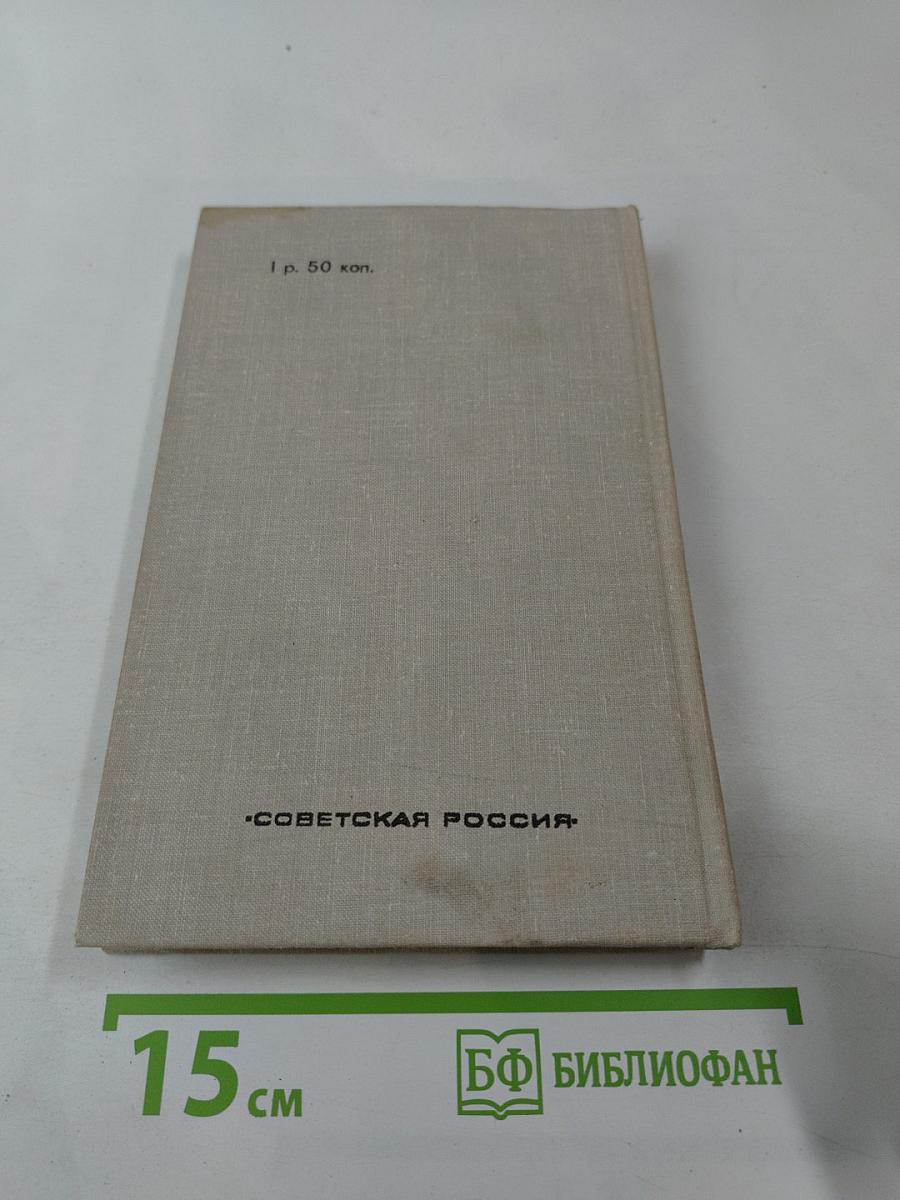 1 р. 50 коп.
·СОВЕТСКАЯ РОССИЯ·
15 см
БФ БИБЛИОФАН